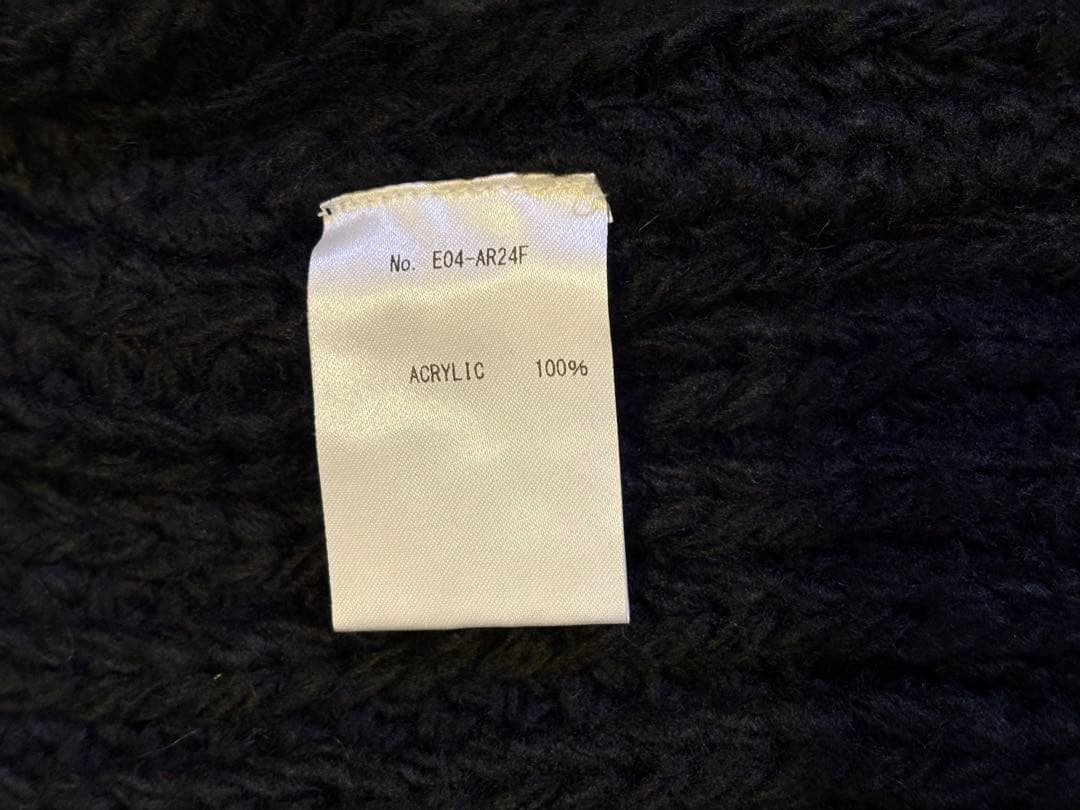 No. E04-AR24F
ACRYLIC 100%